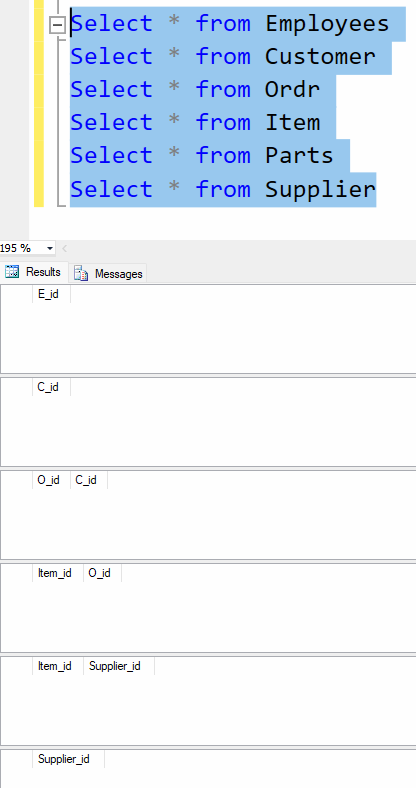 Select * from Employees
Select * from Customer
Select * from Ordr
Select * from Item
Select * from Parts
Select * from Supplier
195 %
Results Messages
E_id
C_id
O_id C_id
Item_id O_id
Item_id Supplier_id
Supplier_id